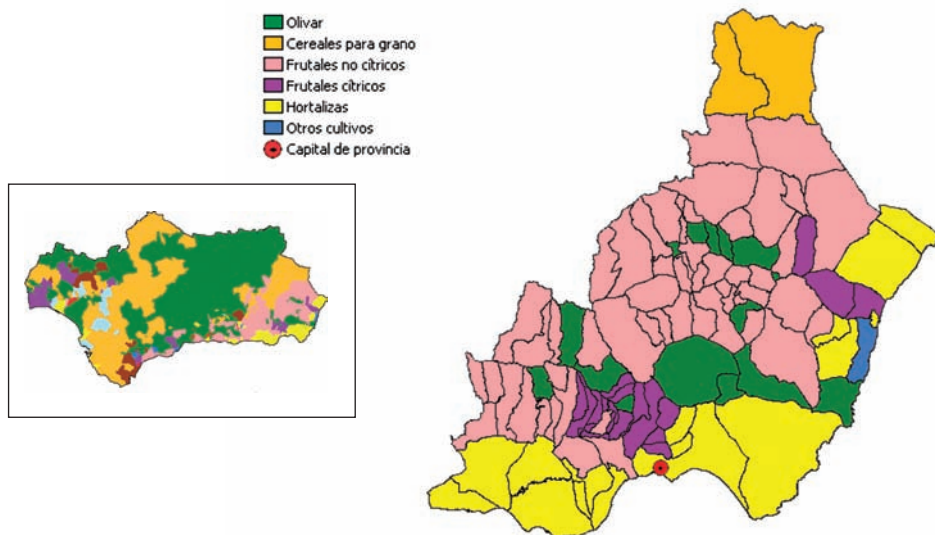 Olivar
Cereales para grano
Frutales no cítricos
Frutales cítricos
Hortalizas
Otros cultivos
Capital de provincia